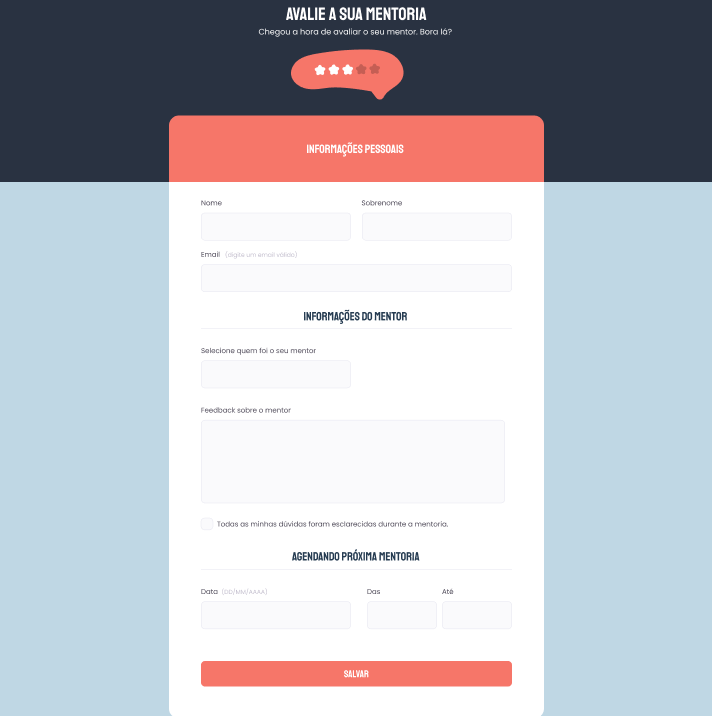 AVALIE A SUA MENTORIA
Chegou a hora de avaliar o seu mentor. Bora lá?
INFORMAÇÕES PESSOAIS
Nome
Sobrenome
Email (digite um email válido)
INFORMAÇÕES DO MENTOR
Selecione quem foi o seu mentor
Feedback sobre o mentor
Todas as minhas dúvidas foram esclarecidas durante a mentoria.
AGENDANDO PRÓXIMA MENTORIA
Data (DD/MM/AAAA)
Das
Até
SALVAR